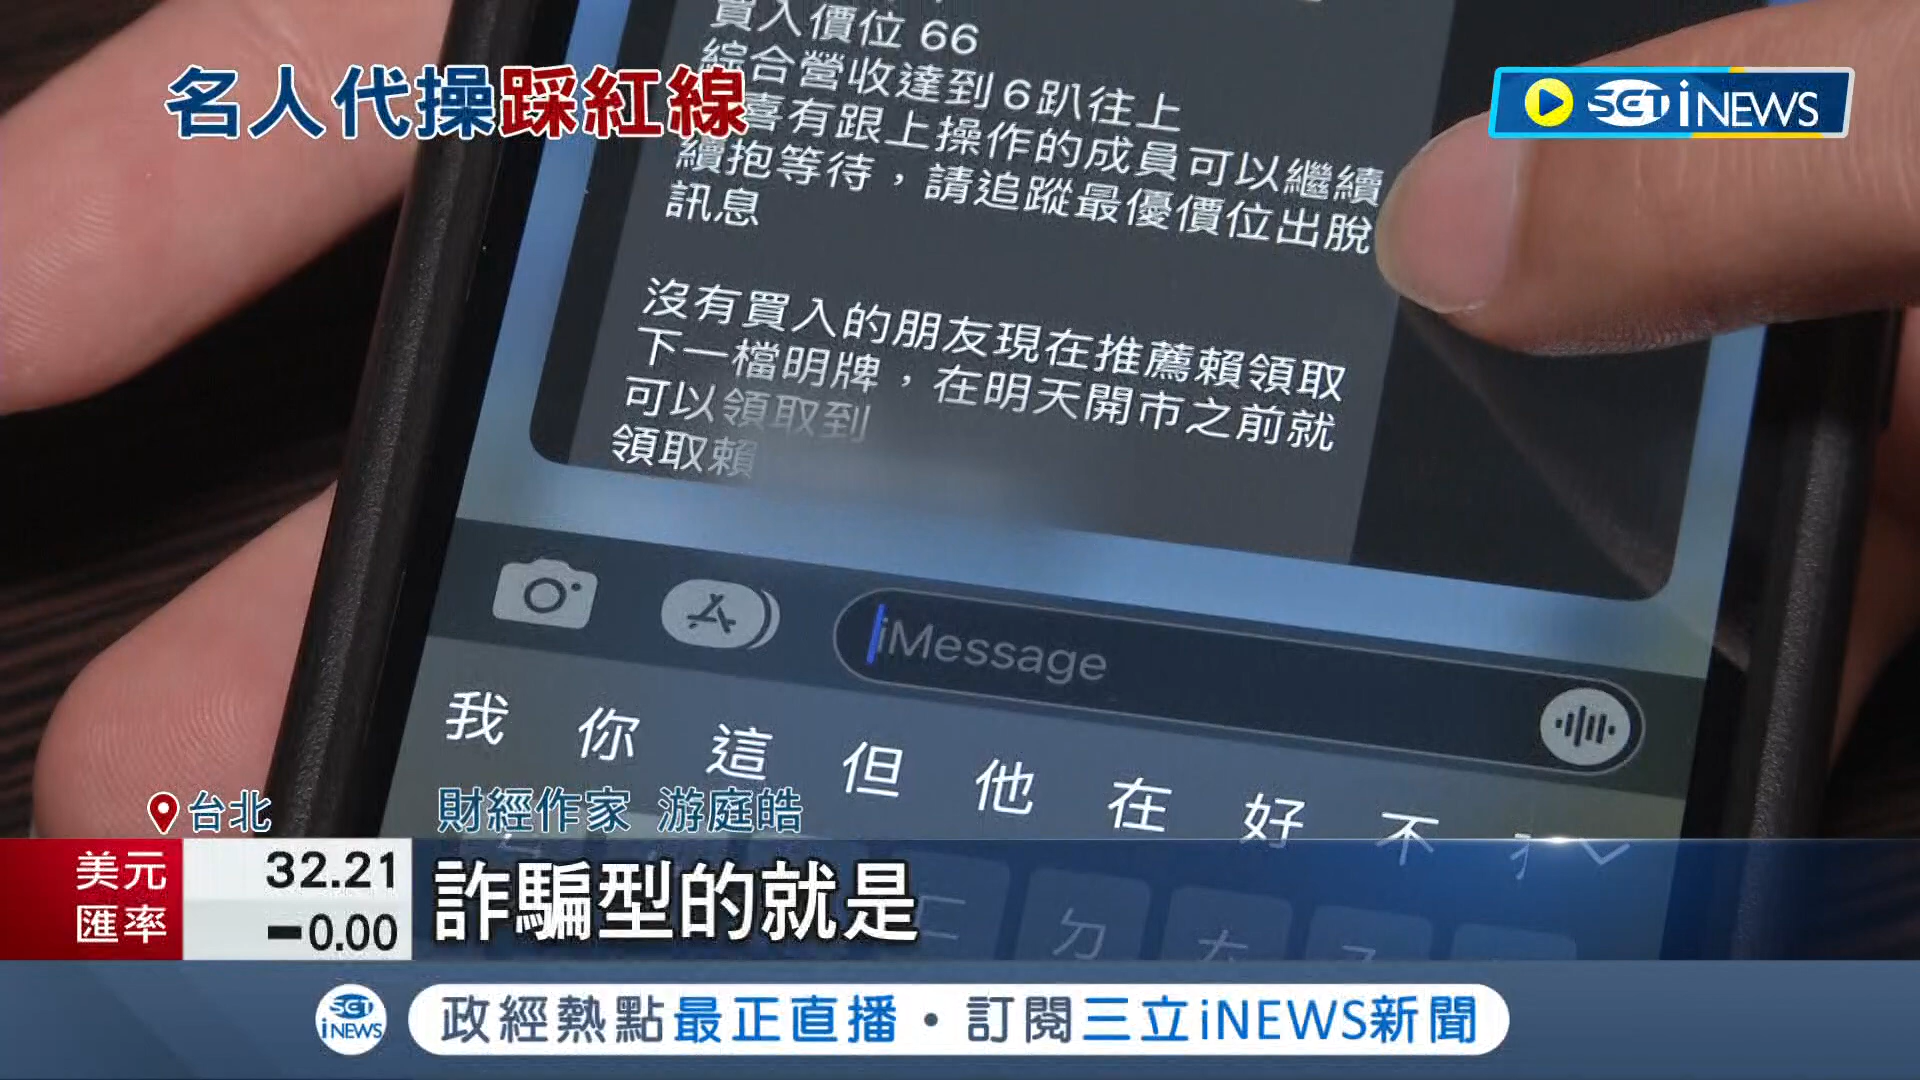 買入價位 66
綜合營收達到6趴往上
喜有跟上操作的成員可以繼續
續抱等待，請追蹤最優價位出脫
訊息
沒有買入的朋友現在推薦賴領取
下一檔明牌，在明天開市之前就
可以領取到
領取賴
名人代操踩紅線
SET iNEWS
iMessage
我 你 這 但 他 在 好 不
ㄉ ㄊ
台北
財經作家 游庭皓
美元
匯率
32.21
-0.00
詐騙型的就是
SET
iNEWS
政經熱點最正直播・訂閱三立iNEWS新聞